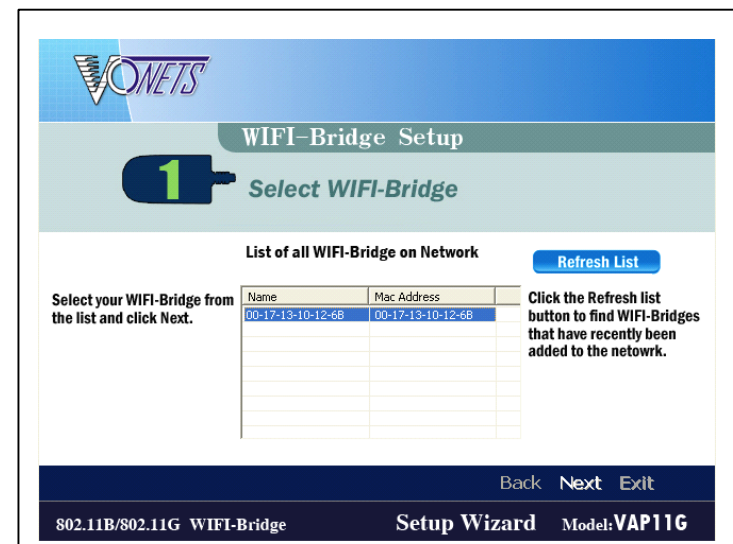 VONETS
WIFI-Bridge Setup
1
Select WIFI-Bridge
List of all WIFI-Bridge on Network
Refresh List
Select your WIFI-Bridge from
the list and click Next.
Name Mac Address
00-17-13-10-12-6B 00-17-13-10-12-6B
Click the Refresh list
button to find WIFI-Bridges
that have recently been
added to the netowrk.
Back Next Exit
802.11B/802.11G WIFI-Bridge Setup Wizard Model:VAP11G